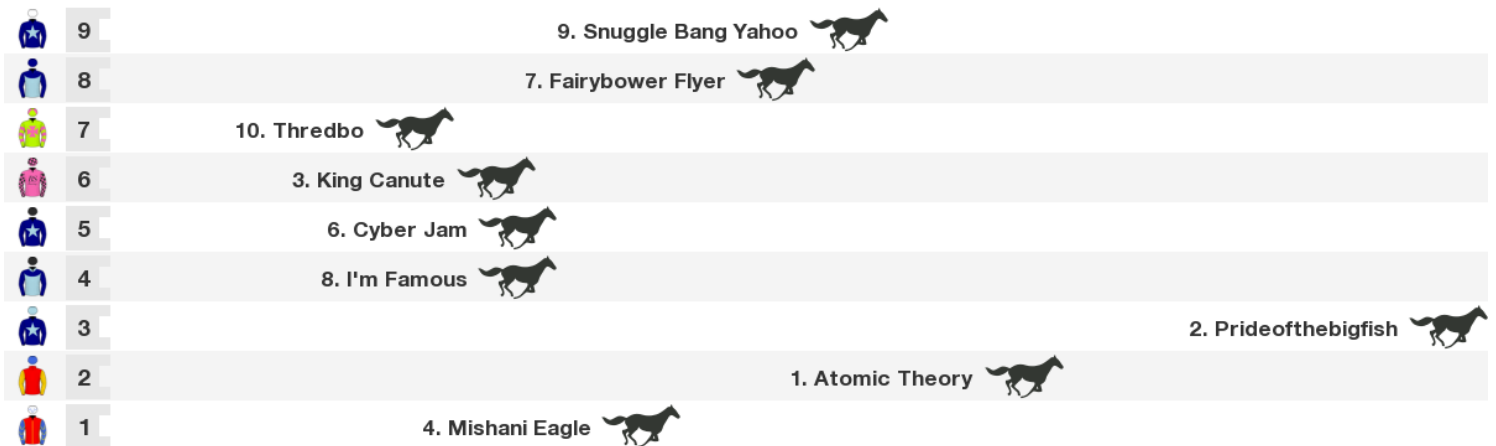 9 9. Snuggle Bang Yahoo
8 7. Fairybower Flyer
7 10. Thredbo
6 3. King Canute
5 6. Cyber Jam
4 8. I'm Famous
3 2. Prideofthebigfish
2 1. Atomic Theory
1 4. Mishani Eagle